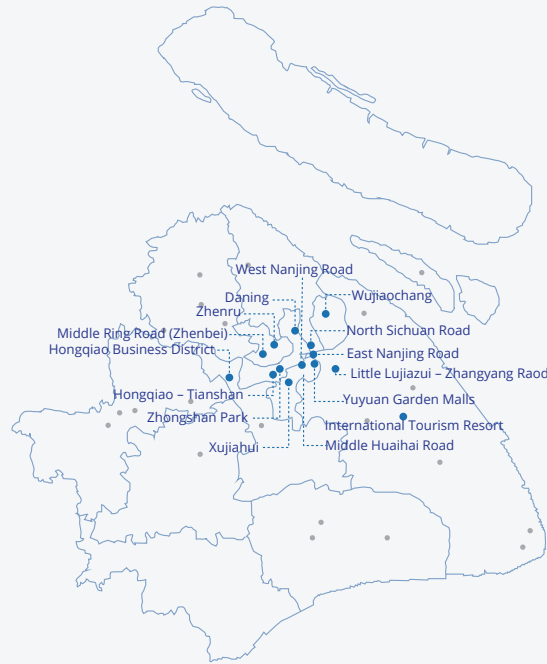 West Nanjing Road
Daning
Wujiaochang
Zhenru
Middle Ring Road (Zhenbei)
North Sichuan Road
Hongqiao Business District
East Nanjing Road
Little Lujiazui – Zhangyang Raod
Hongqiao – Tianshan
Yuyuan Garden Malls
Zhongshan Park
International Tourism Resort
Xujiahui
Middle Huaihai Road